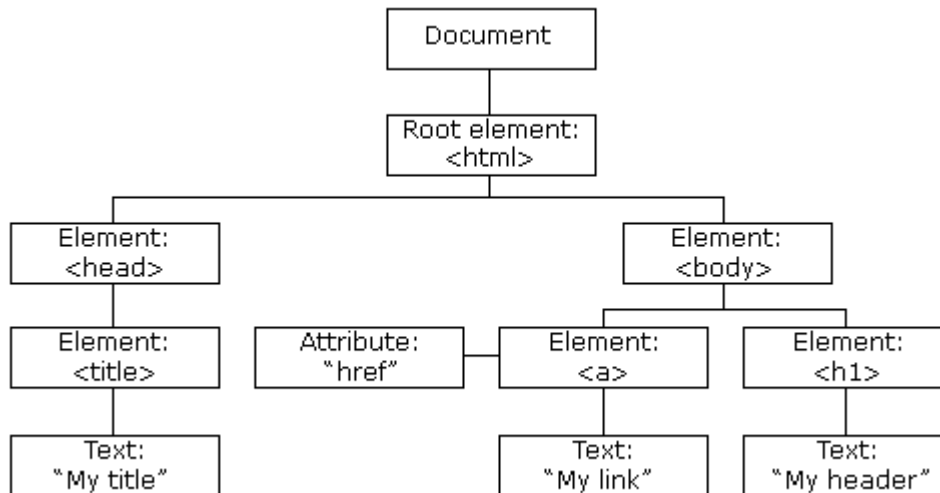 Document
Root element:
<html>
Element:
<head>
Element:
<body>
Element:
<title>
Attribute:
“href”
Element:
<a>
Element:
<h1>
Text:
“My title”
Text:
“My link”
Text:
“My header”